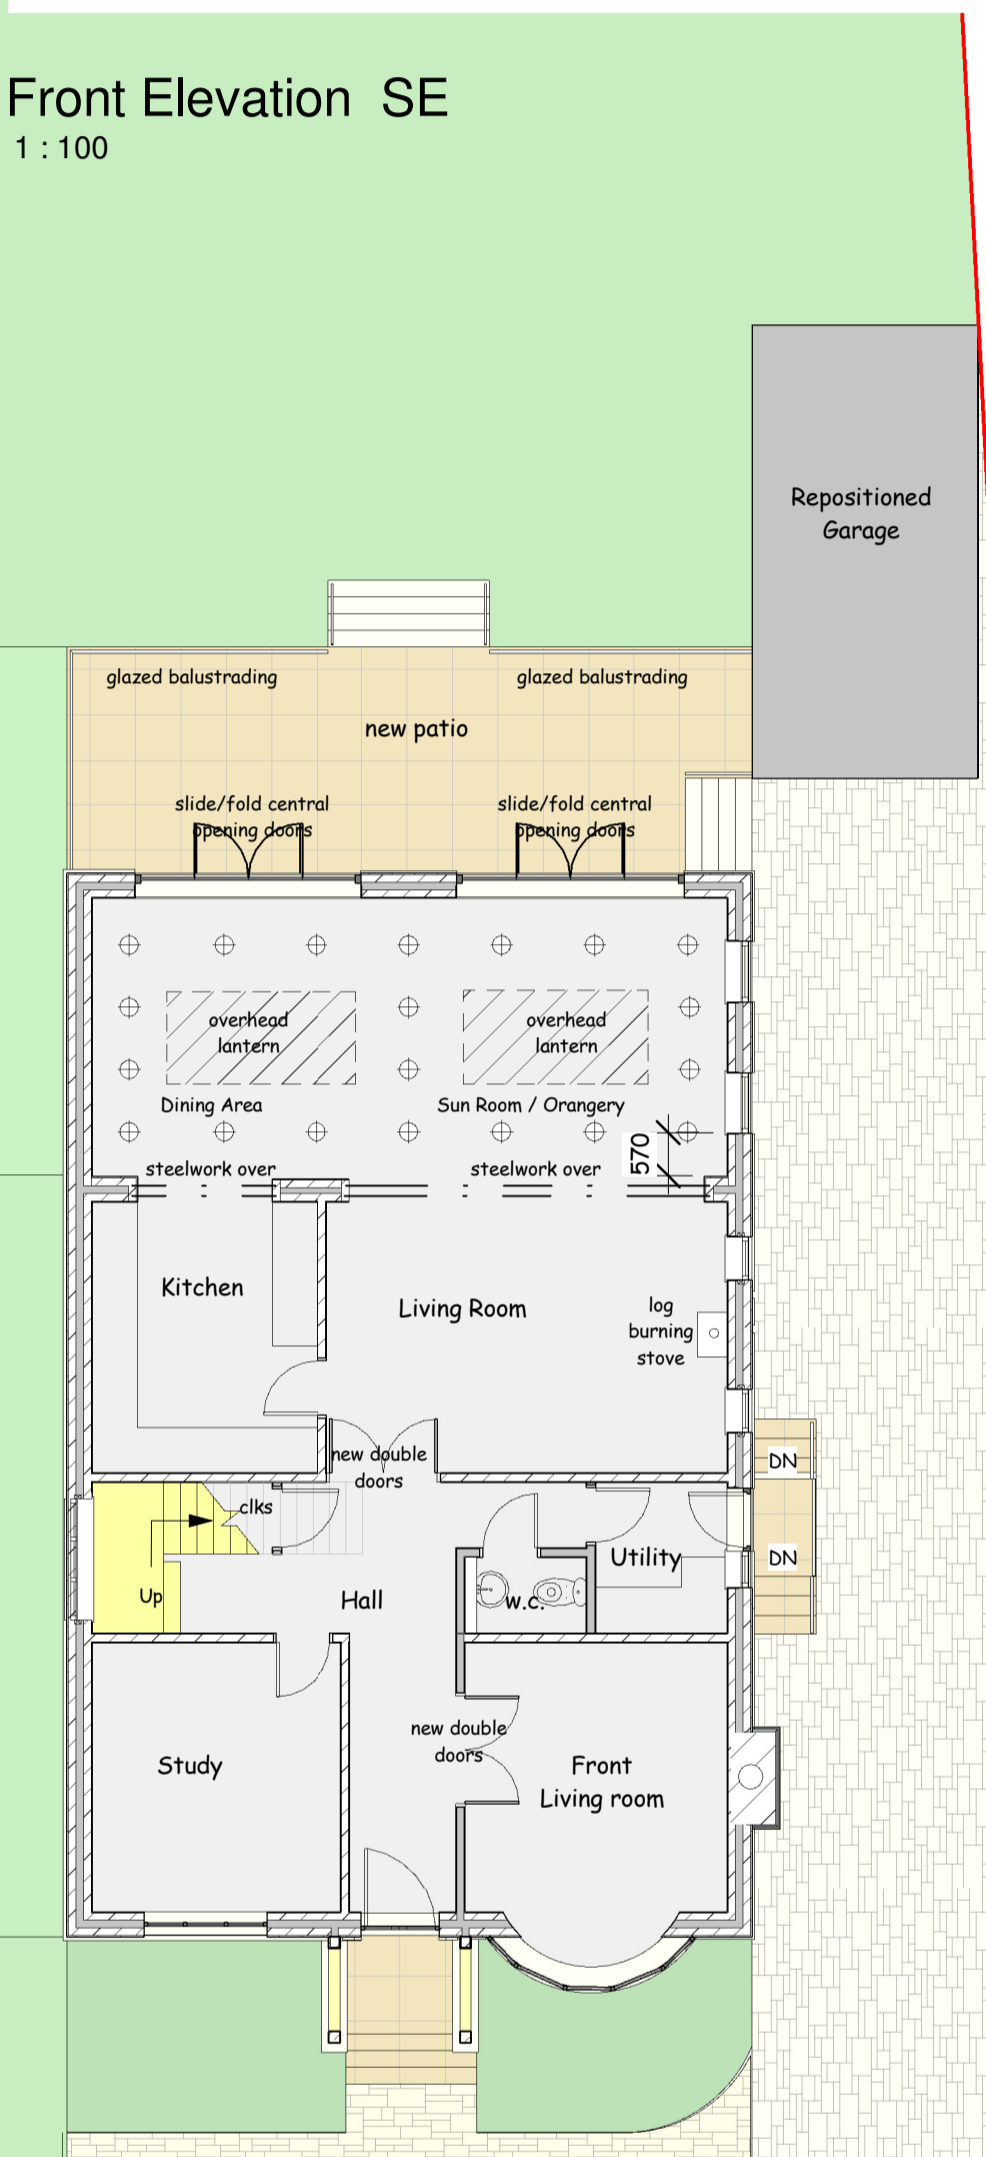 Front Elevation SE
1 : 100
Repositioned
Garage
glazed balustrading
glazed balustrading
new patio
slide/fold central
opening doors
slide/fold central
opening doors
overhead
lantern
overhead
lantern
Dining Area
Sun Room / Orangery
570
steelwork over
steelwork over
Kitchen
Living Room
log
burning
stove
new double
doors
DN
clks
Utility
DN
Up
Hall
w.c.
new double
doors
Study
Front
Living room